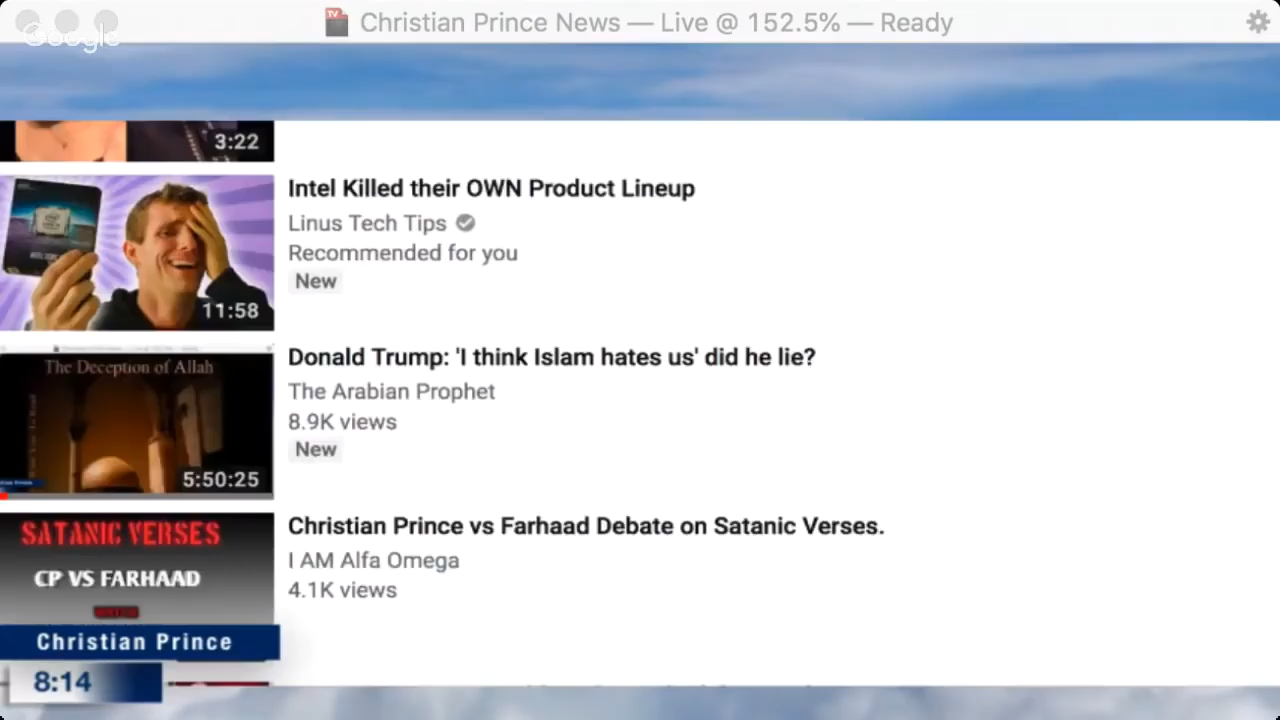 Christian Prince News — Live @ 152.5% — Ready
Google
3:22
Intel Killed their OWN Product Lineup
Linus Tech Tips
Recommended for you
New
11:58
Donald Trump: 'I think Islam hates us' did he lie?
The Arabian Prophet
8.9K views
New
The Deception of Allah
5:50:25
Christian Prince vs Farhaad Debate on Satanic Verses.
I AM Alfa Omega
4.1K views
SATANIC VERSES
CP VS FARHAAD
Christian Prince
8:14